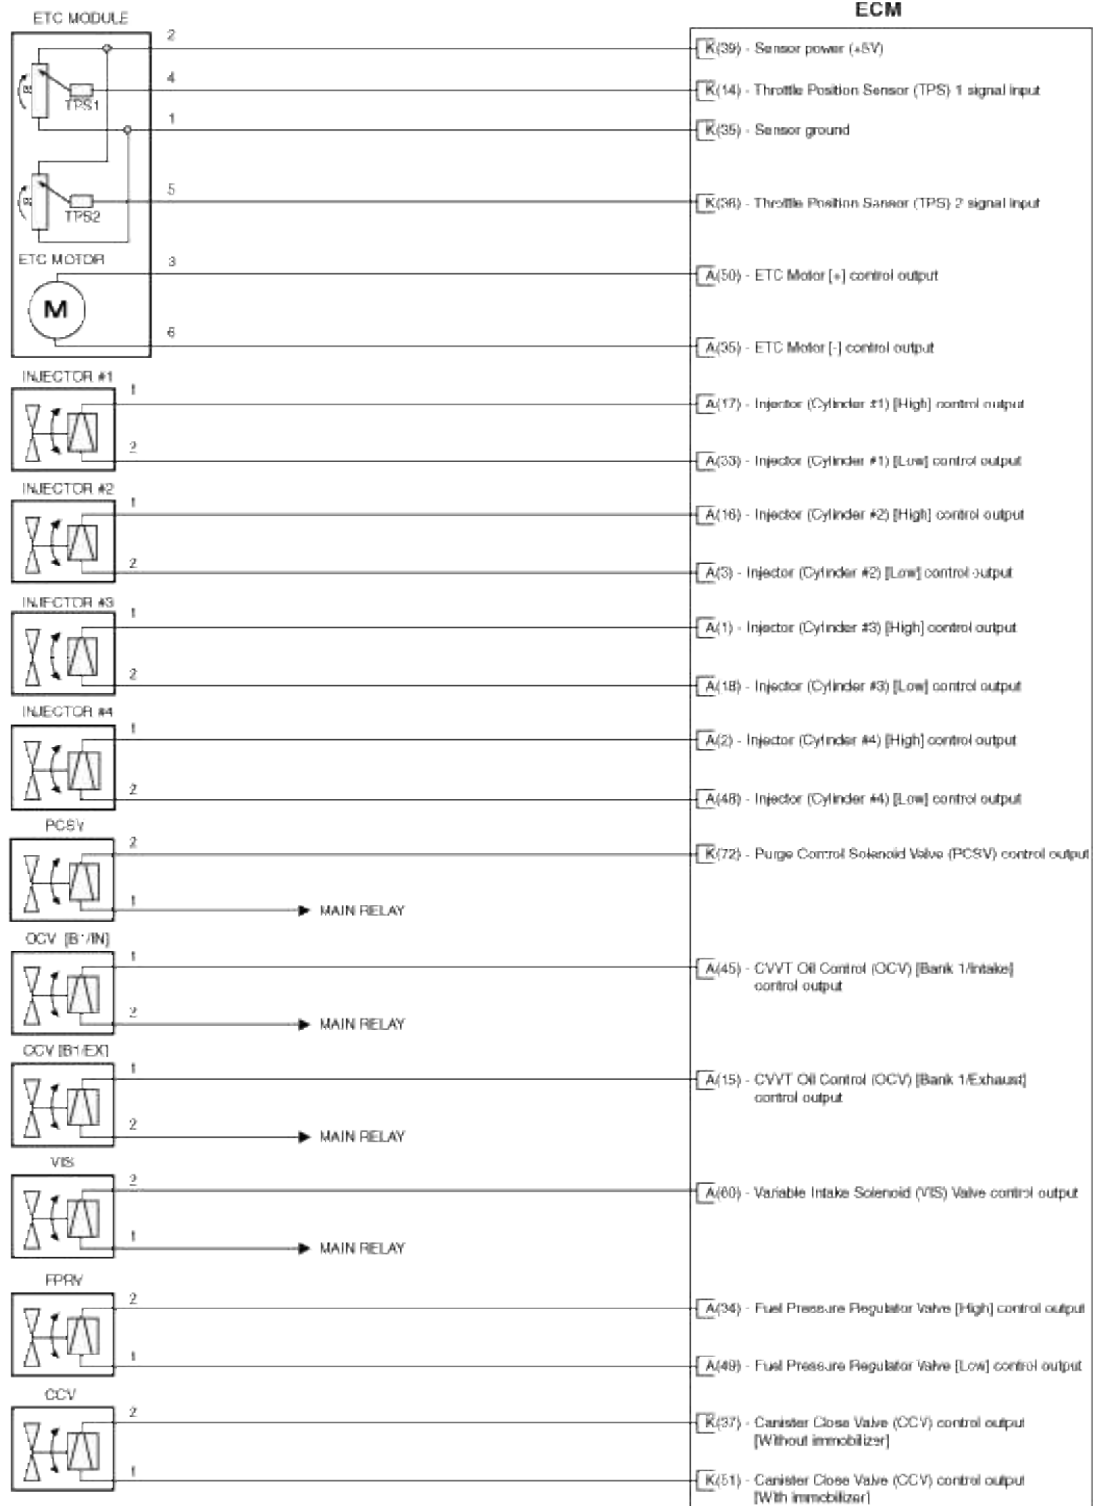 ECM
ETC MODULE
2
K(39) - Sensor power (+5V)
4
K(14) - Throttle Position Sensor (TPS) 1 signal input
TPS1
1
K(35) - Sensor ground
5
K(36) - Throttle Position Sensor (TPS) 2 signal input
TPS2
ETC MOTOR
3
A(50) - ETC Motor [+] control output
M
6
A(35) - ETC Motor [-] control output
INJECTOR #1
1
A(17) - Injector (Cylinder #1) [High] control output
2
A(33) - Injector (Cylinder #1) [Low] control output
INJECTOR #2
1
A(16) - Injector (Cylinder #2) [High] control output
2
A(3) - Injector (Cylinder #2) [Low] control output
INJECTOR #3
1
A(1) - Injector (Cylinder #3) [High] control output
2
A(18) - Injector (Cylinder #3) [Low] control output
INJECTOR #4
1
A(2) - Injector (Cylinder #4) [High] control output
2
A(48) - Injector (Cylinder #4) [Low] control output
PCSV
2
K(72) - Purge Control Solenoid Valve (PCSV) control output
1
MAIN RELAY
OCV [B1/IN]
1
A(45) - CVVT Oil Control (OCV) [Bank 1/Intake]
control output
2
MAIN RELAY
OCV [B1/EX]
1
A(15) - CVVT Oil Control (OCV) [Bank 1/Exhaust]
control output
2
MAIN RELAY
VIS
2
A(60) - Variable Intake Solenoid (VIS) Valve control output
1
MAIN RELAY
FPRV
2
A(34) - Fuel Pressure Regulator Valve [High] control output
1
A(49) - Fuel Pressure Regulator Valve [Low] control output
CCV
2
K(37) - Canister Close Valve (CCV) control output
[Without immobilizer]
1
K(51) - Canister Close Valve (CCV) control output
[With immobilizer]